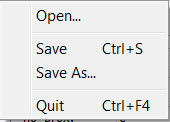 Open...
Save Ctrl+S
Save As...
Quit Ctrl+F4